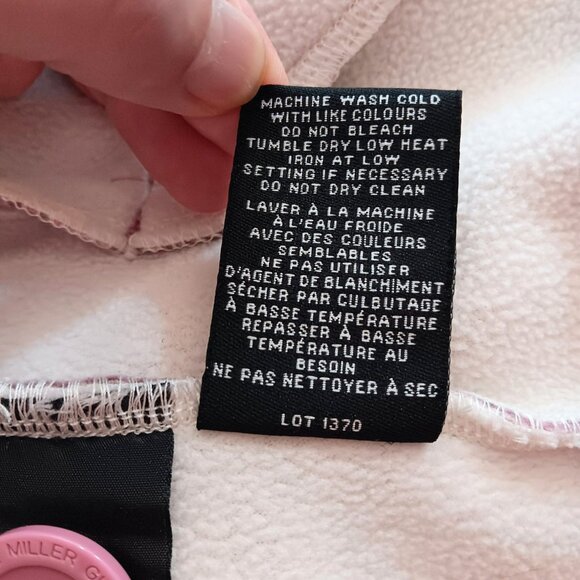 MACHINE WASH COLD
WITH LIKE COLOURS
DO NOT BLEACH
TUMBLE DRY LOW HEAT
IRON AT LOW
SETTING IF NECESSARY
DO NOT DRY CLEAN
LAVER À LA MACHINE
À L'EAU FROIDE
AVEC DES COULEURS
SEMBLABLES
NE PAS UTILISER
D'AGENT DE BLANCHIMENT
SÉCHER PAR CULBUTAGE
À BASSE TEMPÉRATURE
REPASSER À BASSE
TEMPÉRATURE AU
BESOIN
NE PAS NETTOYER À SEC
LOT 1370
MILLER